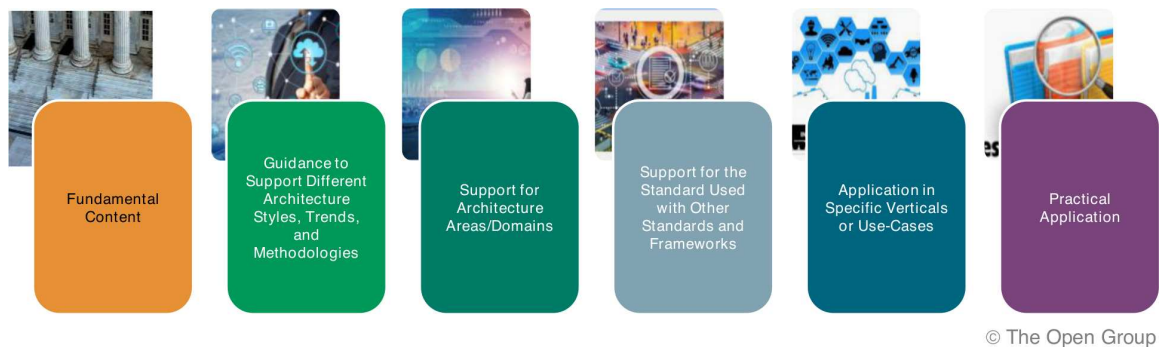 Fundamental
Content
Guidance to
Support Different
Architecture
Styles, Trends,
and
Methodologies
Support for
Architecture
Areas/Domains
Support for the
Standard Used
with Other
Standards and
Frameworks
Application in
Specific Verticals
or Use-Cases
Practical
Application
© The Open Group